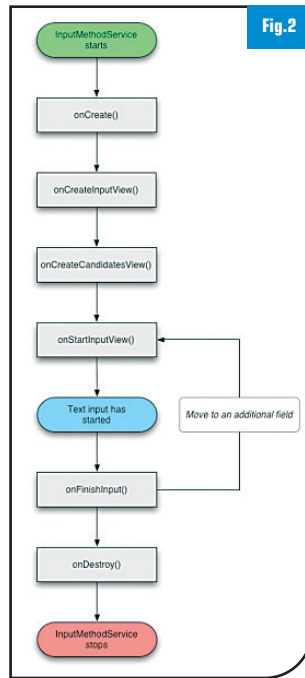 Fig.2
InputMethodService
starts
onCreate()
onCreateInputView()
onCreateCandidatesView()
onStartInputView()
Text input has
started
Move to an additional field
onFinishInput()
onDestroy()
InputMethodService
stops